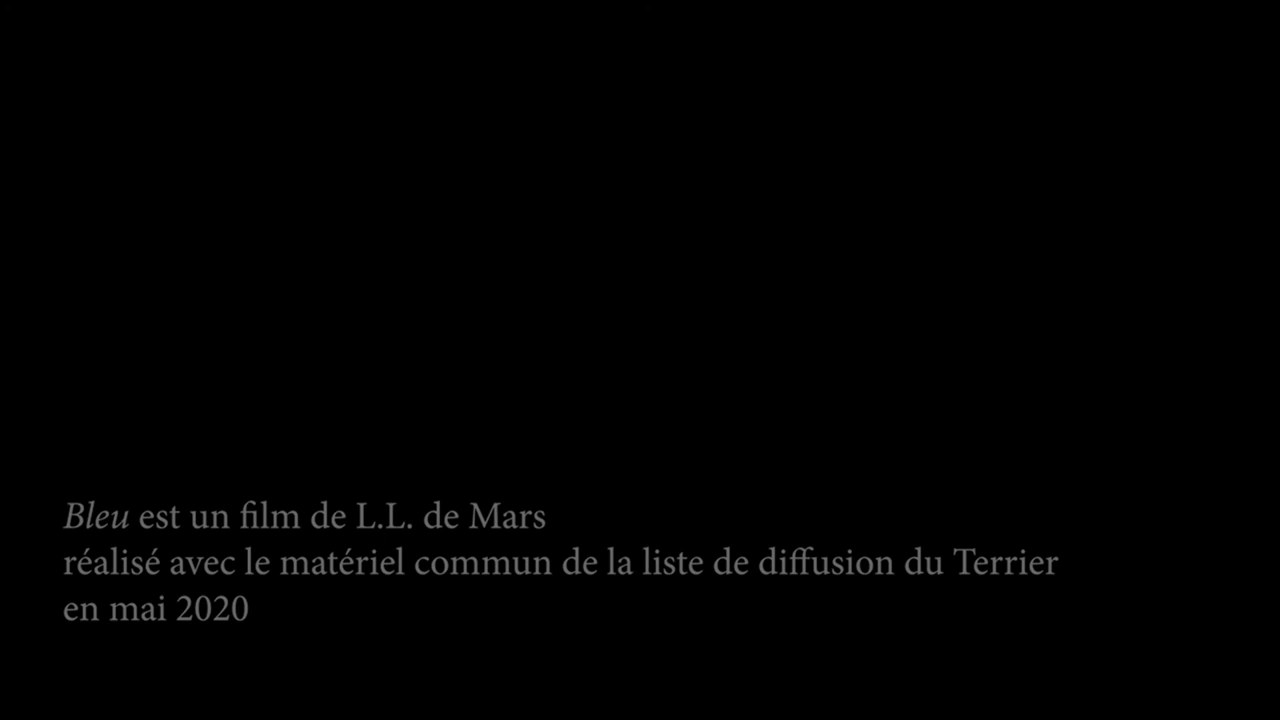 Bleu est un film de L.L. de Mars
réalisé avec le matériel commun de la liste de diffusion du Terrier
en mai 2020